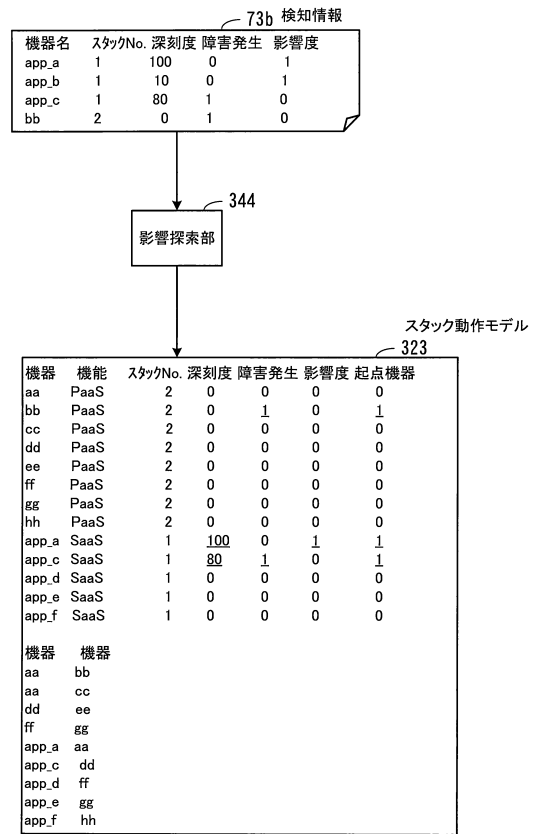 73b 検知情報
機器名 スタックNo. 深刻度 障害発生 影響度
app_a 1 100 0 1
app_b 1 10 0 1
app_c 1 80 1 0
bb 2 0 1 0
344
影響探索部
スタック動作モデル
323
機器 機能 スタックNo. 深刻度 障害発生 影響度 起点機器
aa PaaS 2 0 0 0 0
bb PaaS 2 0 1 0 1
cc PaaS 2 0 0 0 0
dd PaaS 2 0 0 0 0
ee PaaS 2 0 0 0 0
ff PaaS 2 0 0 0 0
gg PaaS 2 0 0 0 0
hh PaaS 2 0 0 0 0
app_a SaaS 1 100 0 1 1
app_c SaaS 1 80 1 0 1
app_d SaaS 1 0 0 0 0
app_e SaaS 1 0 0 0 0
app_f SaaS 1 0 0 0 0
機器 機器
aa bb
aa cc
dd ee
ff gg
app_a aa
app_c dd
app_d ff
app_e gg
app_f hh